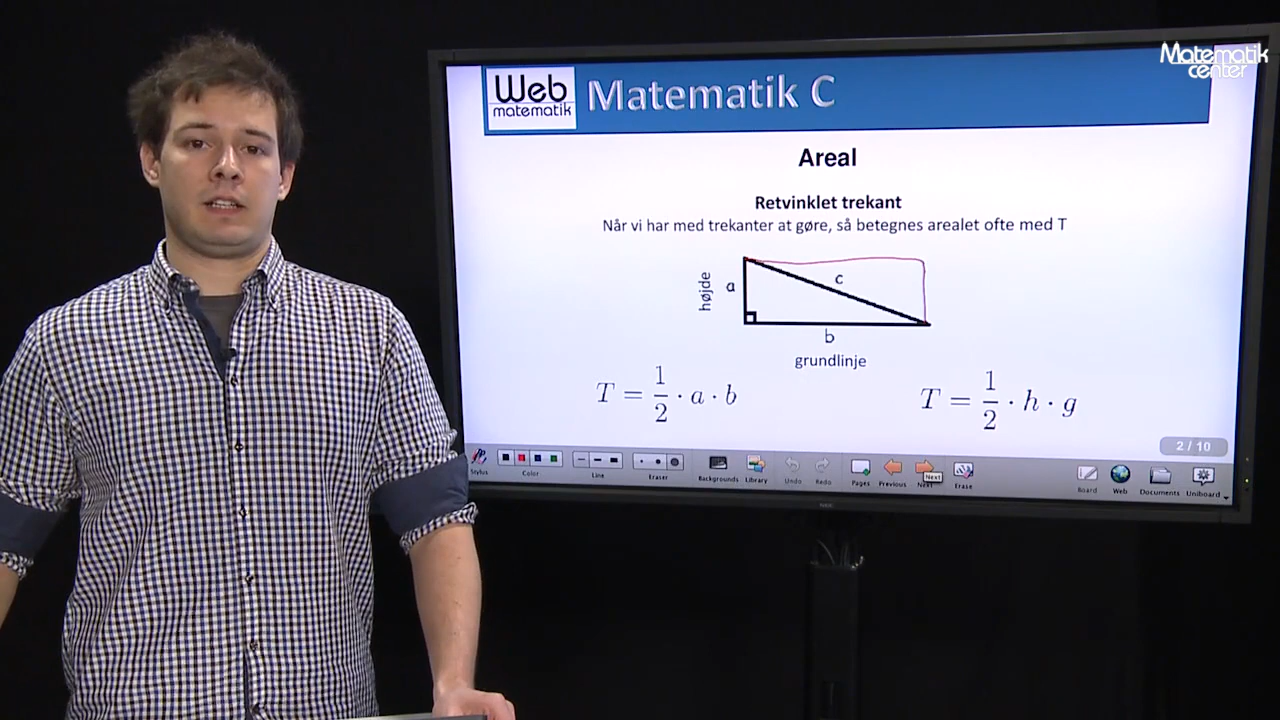 Matematik
center
Web
matematik
Matematik C
Areal
Retvinklet trekant
Når vi har med trekanter at gøre, så betegnes arealet ofte med T
højde
a
c
b
grundlinje
T = 1/2 · a · b
T = 1/2 · h · g
2 / 10
Stylus
Color
Line
Eraser
Backgrounds
Library
Undo
Redo
Pages
Previous
Next
Next
Erase
Board
Web
Documents
Uniboard
NEC